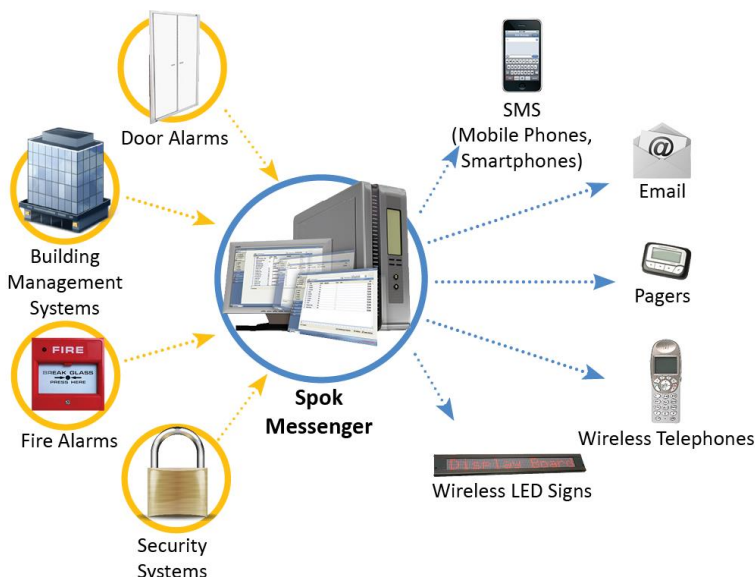 Door Alarms
SMS
(Mobile Phones,
Smartphones)
@
Email
Building
Management
Systems
Pagers
FIRE
BREAK GLASS
PRESS HERE
Fire Alarms
Spok
Messenger
Wireless Telephones
Display Board
Wireless LED Signs
Security
Systems